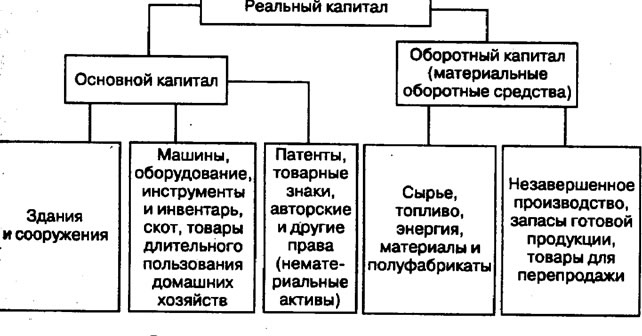 Реальный капитал
Основной капитал
Оборотный капитал
(материальные
оборотные средства)
Здания
и сооружения
Машины,
оборудование,
инструменты
и инвентарь,
скот, товары
длительного
пользования
домашних
хозяйств
Патенты,
товарные
знаки,
авторские
и другие
права
(немате-
риальные
активы)
Сырье,
топливо,
энергия,
материалы и
полуфабрикаты
Незавершенное
производство,
запасы готовой
продукции,
товары для
перепродажи